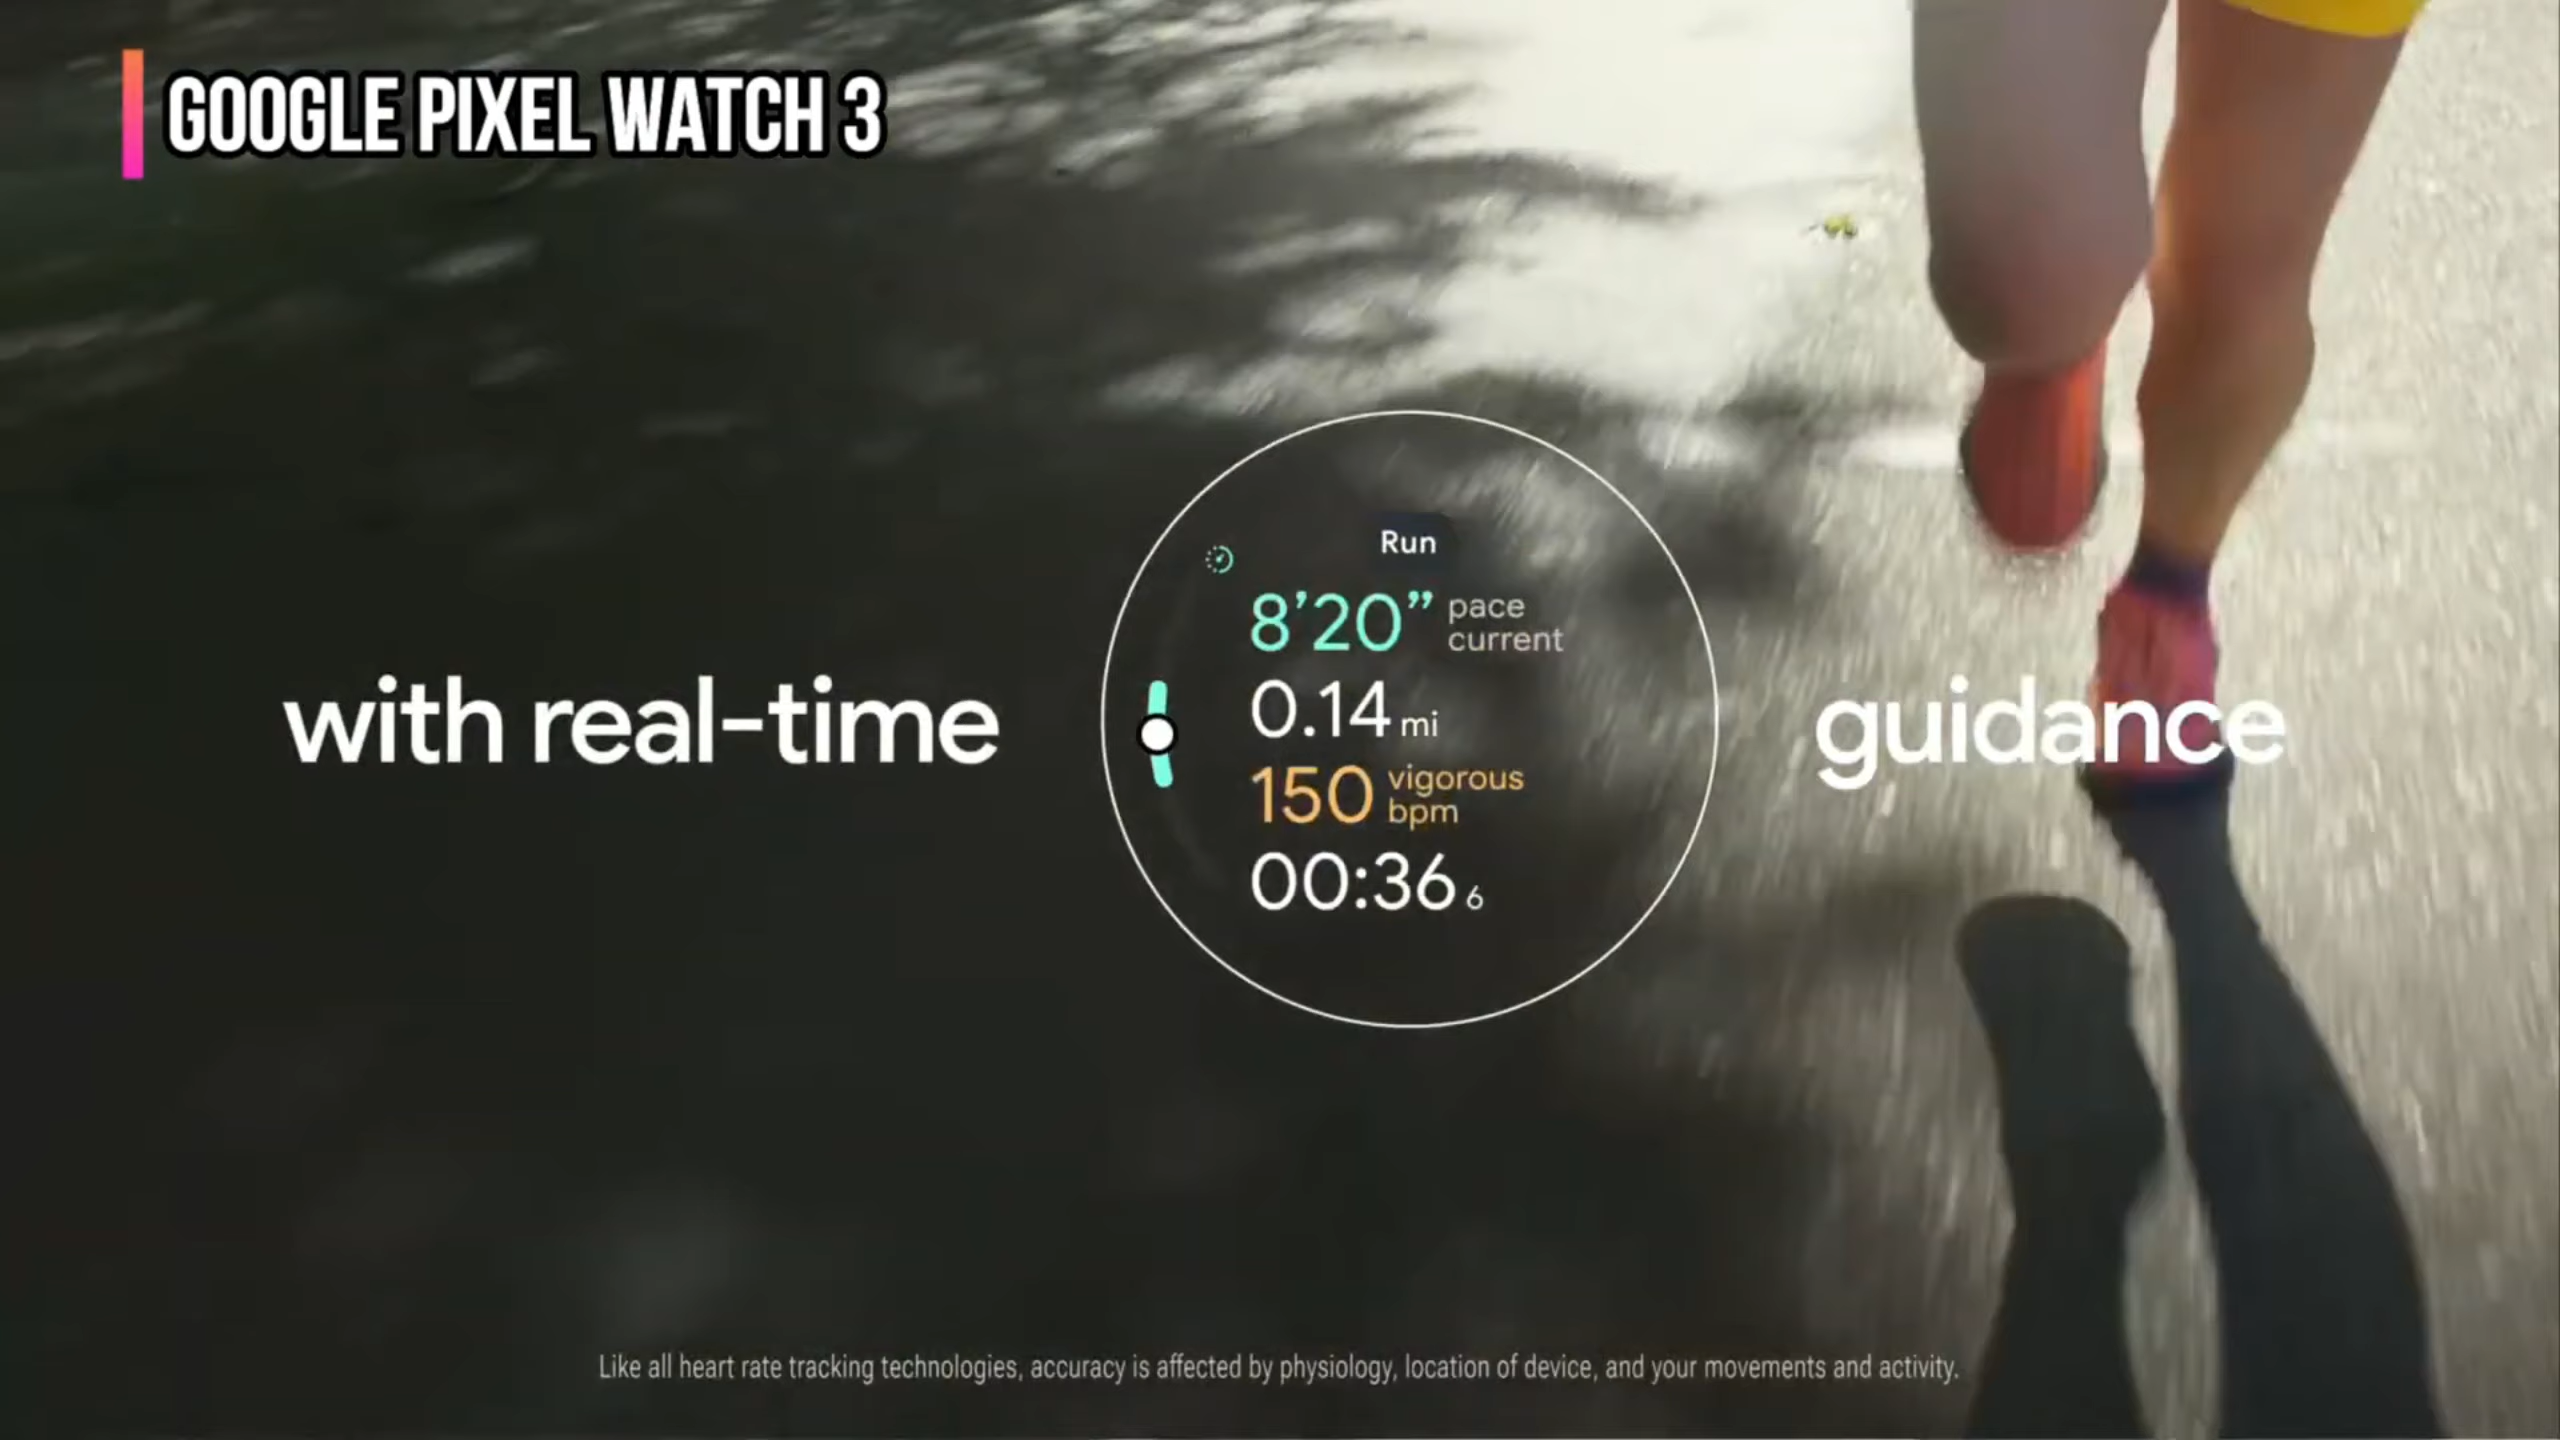 GOOGLE PIXEL WATCH 3
Run
8’20” pace current
with real-time
0.14 mi
guidance
150 vigorous bpm
00:36 6
Like all heart rate tracking technologies, accuracy is affected by physiology, location of device, and your movements and activity.